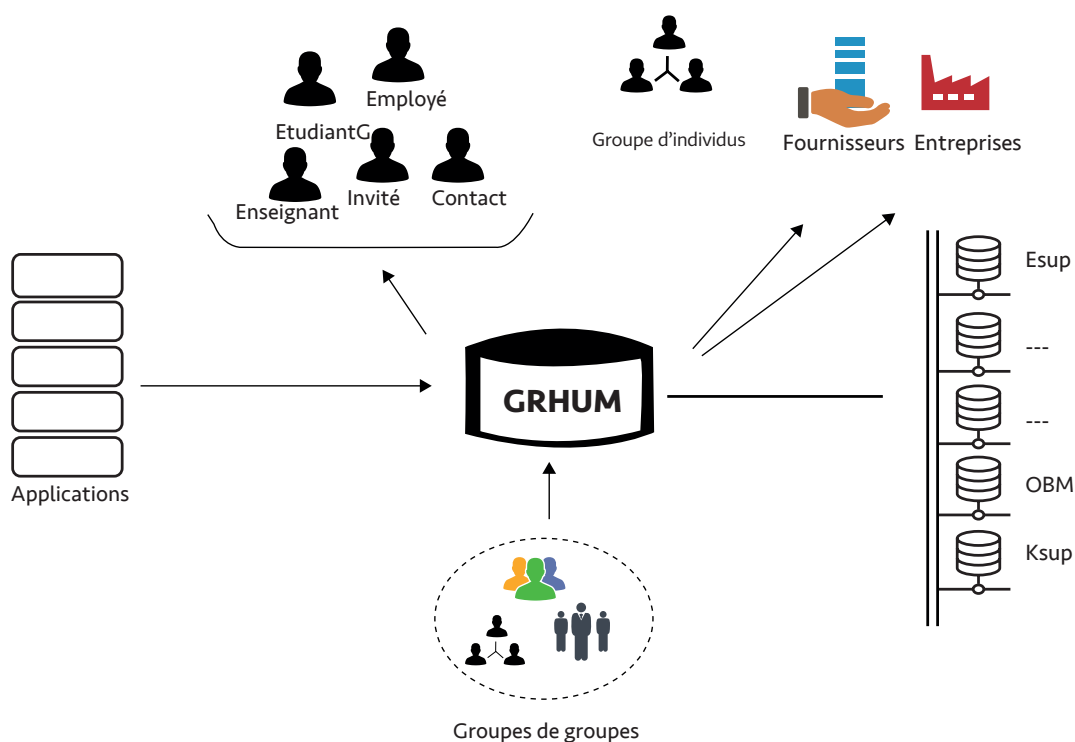 Employé
EtudiantG
Enseignant
Invité
Contact
Groupe d'individus
Fournisseurs
Entreprises
Esup
---
---
OBM
Ksup
GRHUM
Applications
Groupes de groupes